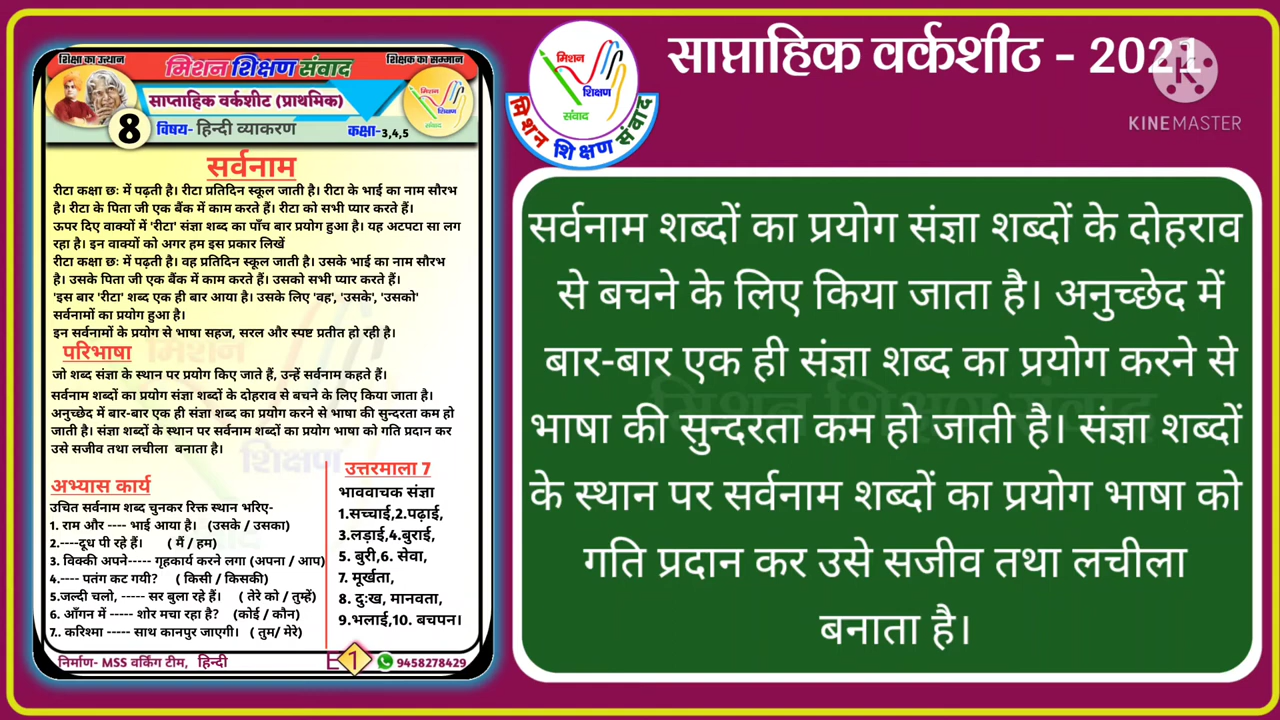 शिक्षा का उत्थान
शिक्षक का सम्मान
मिशन शिक्षण संवाद
साप्ताहिक वर्कशीट (प्राथमिक)
मिशन
शिक्षण
संवाद
8
विषय- हिन्दी व्याकरण
कक्षा-3,4,5
सर्वनाम
रीटा कक्षा छः में पढ़ती है। रीटा प्रतिदिन स्कूल जाती है। रीटा के भाई का नाम सौरभ
है। रीटा के पिता जी एक बैंक में काम करते हैं। रीटा को सभी प्यार करते हैं।
ऊपर दिए वाक्यों में 'रीटा' संज्ञा शब्द का पाँच बार प्रयोग हुआ है। यह अटपटा सा लग
रहा है। इन वाक्यों को अगर हम इस प्रकार लिखें
रीटा कक्षा छः में पढ़ती है। वह प्रतिदिन स्कूल जाती है। उसके भाई का नाम सौरभ
है। उसके पिता जी एक बैंक में काम करते हैं। उसको सभी प्यार करते हैं।
'इस बार 'रीटा' शब्द एक ही बार आया है। उसके लिए 'वह', 'उसके', 'उसको'
सर्वनामों का प्रयोग हुआ है।
इन सर्वनामों के प्रयोग से भाषा सहज, सरल और स्पष्ट प्रतीत हो रही है।
परिभाषा
जो शब्द संज्ञा के स्थान पर प्रयोग किए जाते हैं, उन्हें सर्वनाम कहते हैं।
सर्वनाम शब्दों का प्रयोग संज्ञा शब्दों के दोहराव से बचने के लिए किया जाता है।
अनुच्छेद में बार-बार एक ही संज्ञा शब्द का प्रयोग करने से भाषा की सुन्दरता कम हो
जाती है। संज्ञा शब्दों के स्थान पर सर्वनाम शब्दों का प्रयोग भाषा को गति प्रदान कर
उसे सजीव तथा लचीला बनाता है।
अभ्यास कार्य
उचित सर्वनाम शब्द चुनकर रिक्त स्थान भरिए-
1. राम और ---- भाई आया है। (उसके / उसका)
2.----दूध पी रहे हैं। ( मैं / हम)
3. विक्की अपने----- गृहकार्य करने लगा (अपना / आप)
4.---- पतंग कट गयी? ( किसी / किसकी)
5.जल्दी चलो, ----- सर बुला रहे हैं। ( तेरे को / तुम्हें)
6. आँगन में ----- शोर मचा रहा है? (कोई / कौन)
7.. करिश्मा ----- साथ कानपुर जाएगी। ( तुम/ मेरे)
उत्तरमाला 7
भाववाचक संज्ञा
1.सच्चाई,2.पढ़ाई,
3.लड़ाई,4.बुराई,
5. बुरी,6. सेवा,
7. मूर्खता,
8. दुःख, मानवता,
9.भलाई,10. बचपन।
निर्माण- MSS वर्किंग टीम, हिन्दी
E 1
9458278429
मिशन
शिक्षण
संवाद
मिशन शिक्षण संवाद
साप्ताहिक वर्कशीट - 2021
K
KINEMASTER
सर्वनाम शब्दों का प्रयोग संज्ञा शब्दों के दोहराव
से बचने के लिए किया जाता है। अनुच्छेद में
बार-बार एक ही संज्ञा शब्द का प्रयोग करने से
भाषा की सुन्दरता कम हो जाती है। संज्ञा शब्दों
के स्थान पर सर्वनाम शब्दों का प्रयोग भाषा को
गति प्रदान कर उसे सजीव तथा लचीला
बनाता है।
मिशन शिक्षण संवाद